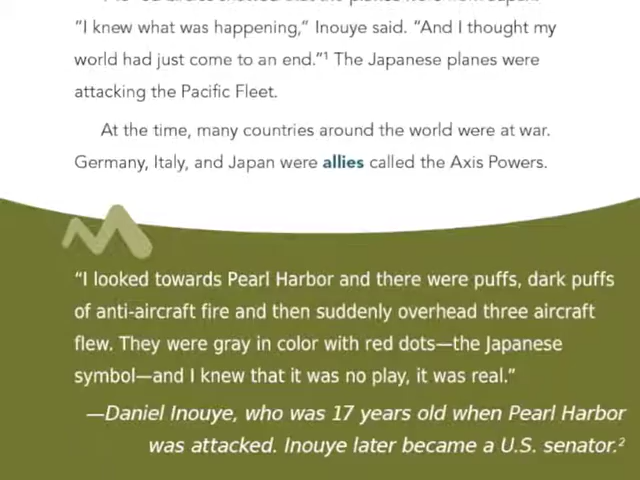 “I knew what was happening,” Inouye said. “And I thought my
world had just come to an end.”¹ The Japanese planes were
attacking the Pacific Fleet.
At the time, many countries around the world were at war.
Germany, Italy, and Japan were allies called the Axis Powers.
“I looked towards Pearl Harbor and there were puffs, dark puffs
of anti-aircraft fire and then suddenly overhead three aircraft
flew. They were gray in color with red dots—the Japanese
symbol—and I knew that it was no play, it was real.”
—Daniel Inouye, who was 17 years old when Pearl Harbor
was attacked. Inouye later became a U.S. senator.²